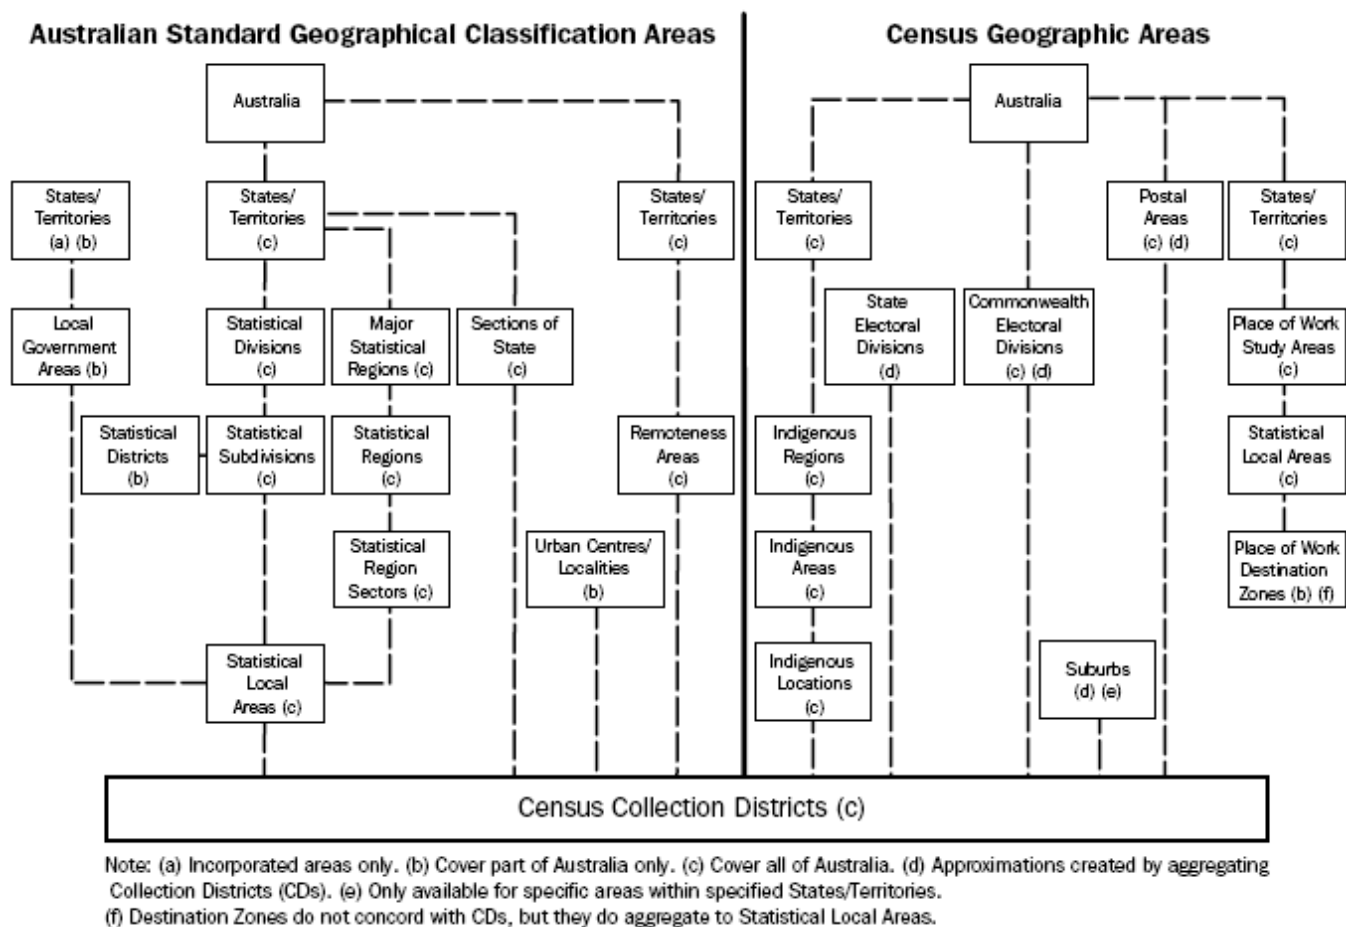 Australian Standard Geographical Classification Areas
Census Geographic Areas
Australia
Australia
States/
Territories
(a) (b)
States/
Territories
(c)
States/
Territories
(c)
States/
Territories
(c)
Postal
Areas
(c) (d)
States/
Territories
(c)
Local
Government
Areas (b)
Statistical
Divisions
(c)
Major
Statistical
Regions (c)
Sections of
State
(c)
State
Electoral
Divisions
(d)
Commonwealth
Electoral
Divisions
(c) (d)
Place of Work
Study Areas
(c)
Statistical
Districts
(b)
Statistical
Subdivisions
(c)
Statistical
Regions
(c)
Remoteness
Areas
(c)
Indigenous
Regions
(c)
Statistical
Local Areas
(c)
Statistical
Region
Sectors (c)
Urban Centres/
Localities
(b)
Indigenous
Areas
(c)
Place of Work
Destination
Zones (b) (f)
Statistical
Local
Areas (c)
Indigenous
Locations
(c)
Suburbs
(d) (e)
Census Collection Districts (c)
Note: (a) Incorporated areas only. (b) Cover part of Australia only. (c) Cover all of Australia. (d) Approximations created by aggregating
Collection Districts (CDs). (e) Only available for specific areas within specified States/Territories.
(f) Destination Zones do not concord with CDs, but they do aggregate to Statistical Local Areas.